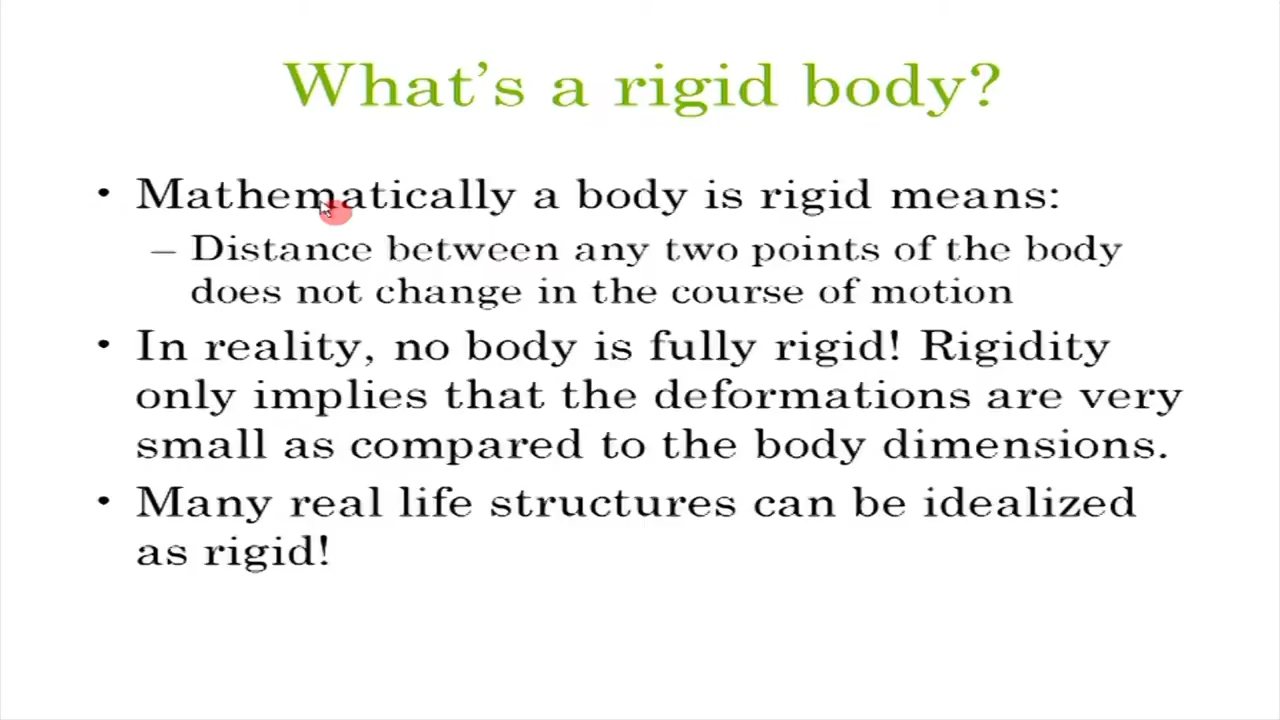 What's a rigid body?
• Mathematically a body is rigid means:
– Distance between any two points of the body
does not change in the course of motion
• In reality, no body is fully rigid! Rigidity
only implies that the deformations are very
small as compared to the body dimensions.
• Many real life structures can be idealized
as rigid!